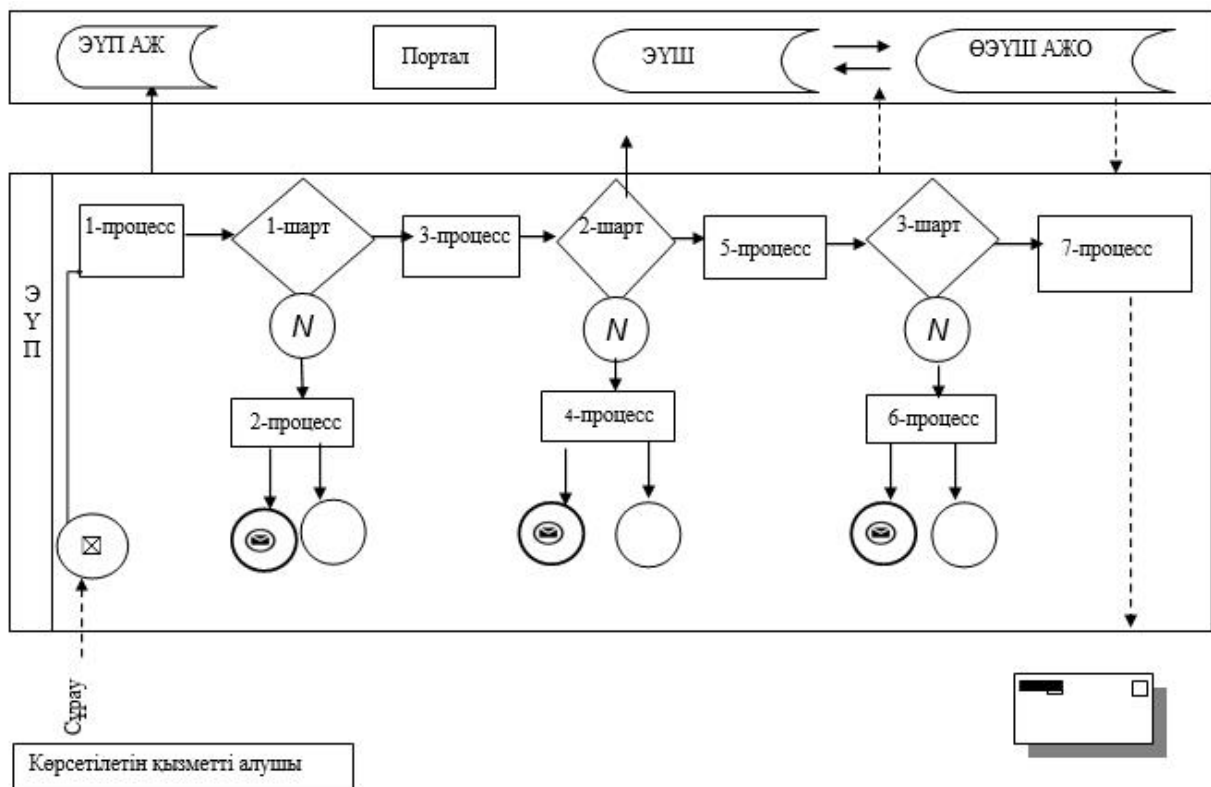 ЭҮП АЖ
Портал
ЭҮШ
ӨЭҮШ АЖО
1-процесс
1-шарт
3-процесс
2-шарт
5-процесс
3-шарт
7-процесс
Э
Ү
П
N
N
N
2-процесс
4-процесс
6-процесс
Сұрау
Көрсетілетін қызметті алушы